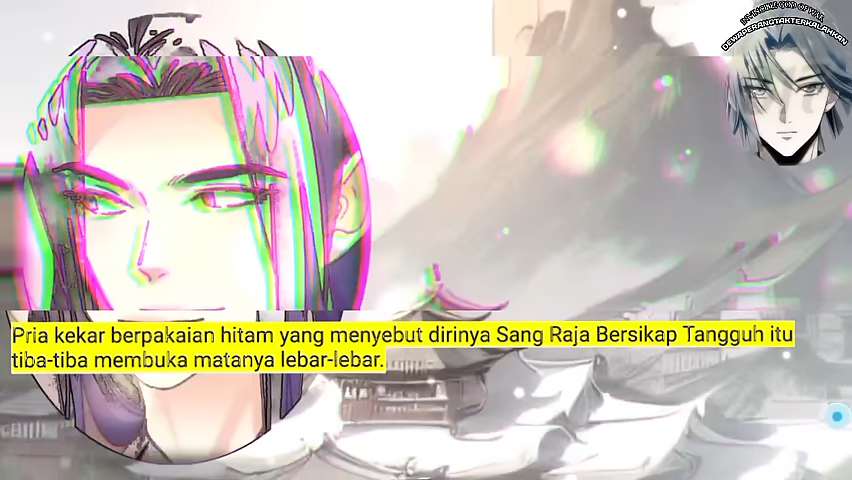 DEWAPERANGTAKTERKALAHKAN
Pria kekar berpakaian hitam yang menyebut dirinya Sang Raja Bersikap Tangguh itu
tiba-tiba membuka matanya lebar-lebar.